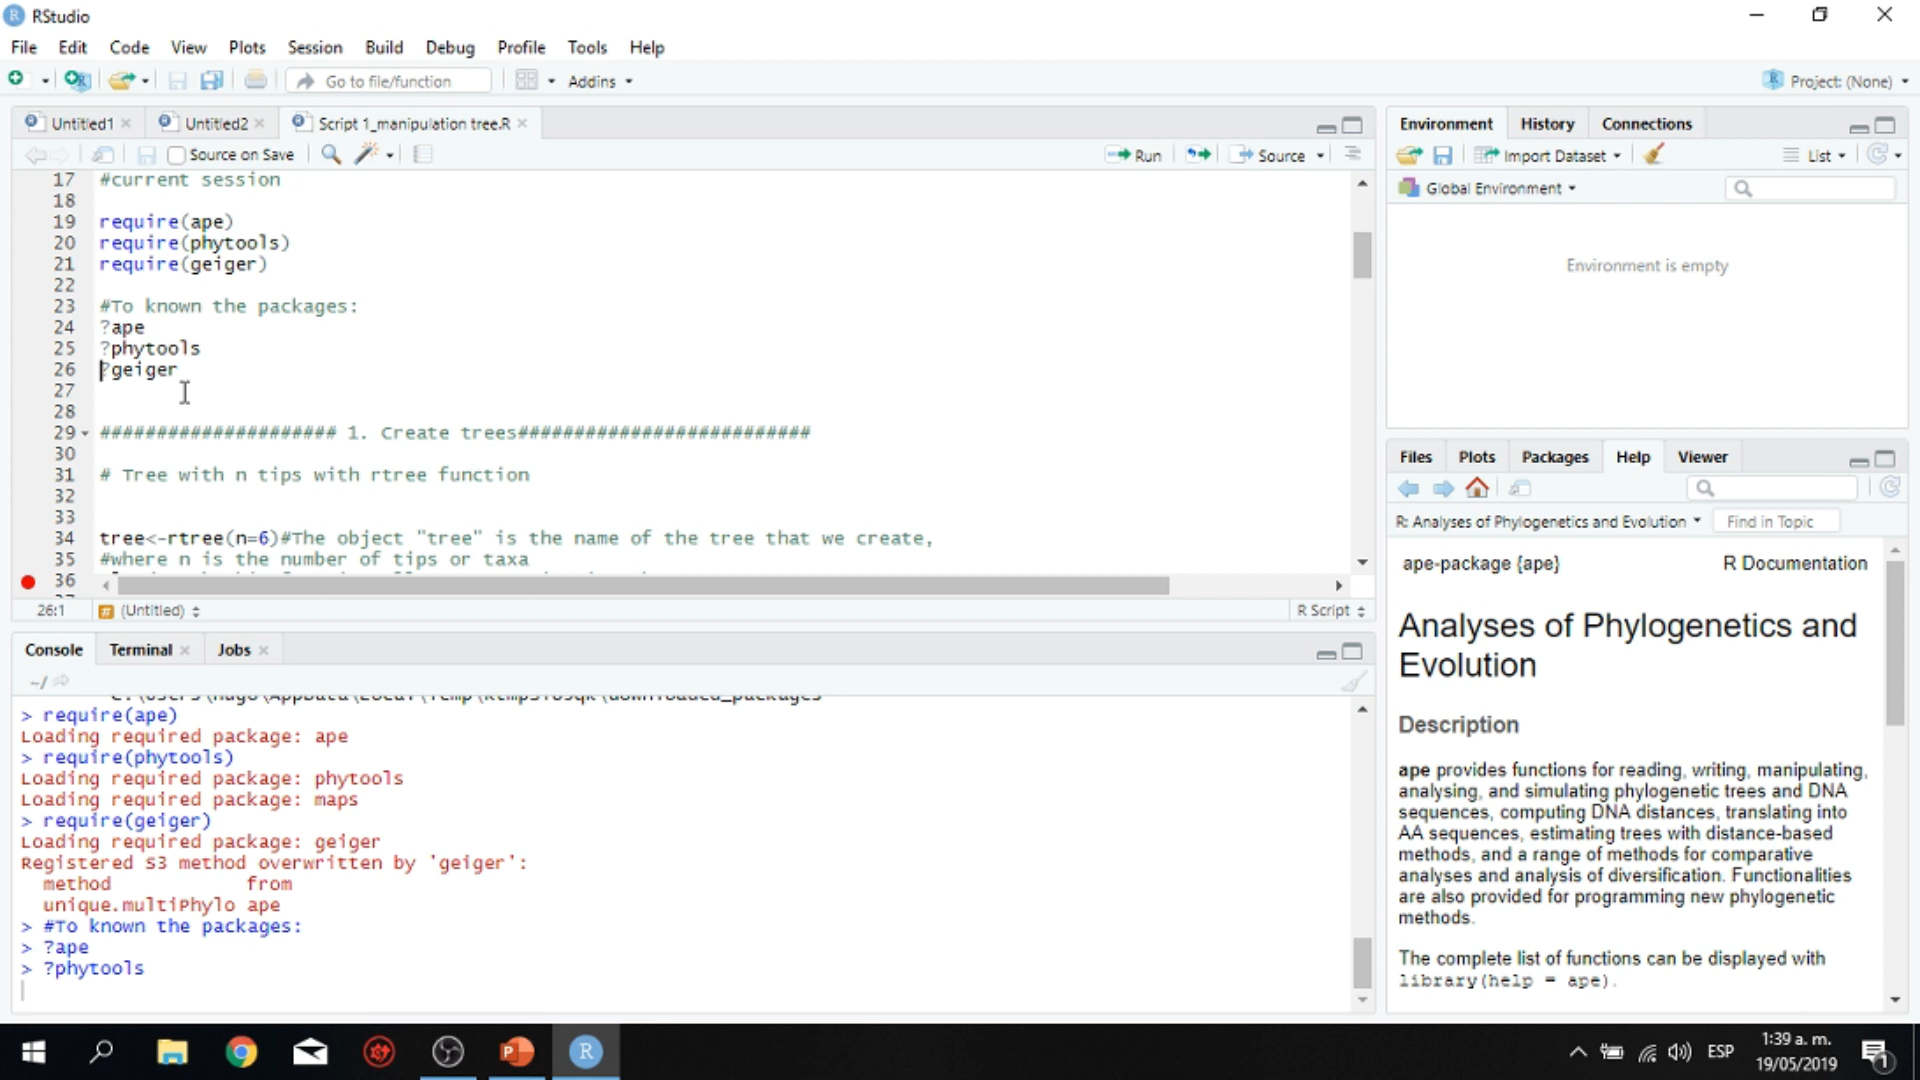 RStudio
File Edit Code View Plots Session Build Debug Profile Tools Help
Go to file/function Addins Project: (None)
Untitled1 Untitled2 Script 1_manipulation tree.R
Source on Save Run Source
17 #current session
18
19 require(ape)
20 require(phytools)
21 require(geiger)
22
23 #To known the packages:
24 ?ape
25 ?phytools
26 ?geiger
27
28
29 ##################### 1. Create trees##########################
30
31 # Tree with n tips with rtree function
32
33
34 tree<-rtree(n=6)#The object "tree" is the name of the tree that we create,
35 #where n is the number of tips or taxa
36
26:1 (Untitled) R Script
Console Terminal Jobs
~/
> require(ape)
Loading required package: ape
> require(phytools)
Loading required package: phytools
Loading required package: maps
> require(geiger)
Loading required package: geiger
Registered S3 method overwritten by 'geiger':
method from
unique.multiPhylo ape
> #To known the packages:
> ?ape
> ?phytools
Environment History Connections
Import Dataset List
Global Environment
Environment is empty
Files Plots Packages Help Viewer
R: Analyses of Phylogenetics and Evolution Find in Topic
ape-package {ape} R Documentation
Analyses of Phylogenetics and
Evolution
Description
ape provides functions for reading, writing, manipulating,
analysing, and simulating phylogenetic trees and DNA
sequences, computing DNA distances, translating into
AA sequences, estimating trees with distance-based
methods, and a range of methods for comparative
analyses and analysis of diversification. Functionalities
are also provided for programming new phylogenetic
methods.
The complete list of functions can be displayed with
library(help = ape).
ESP 1:39 a. m.
19/05/2019 1